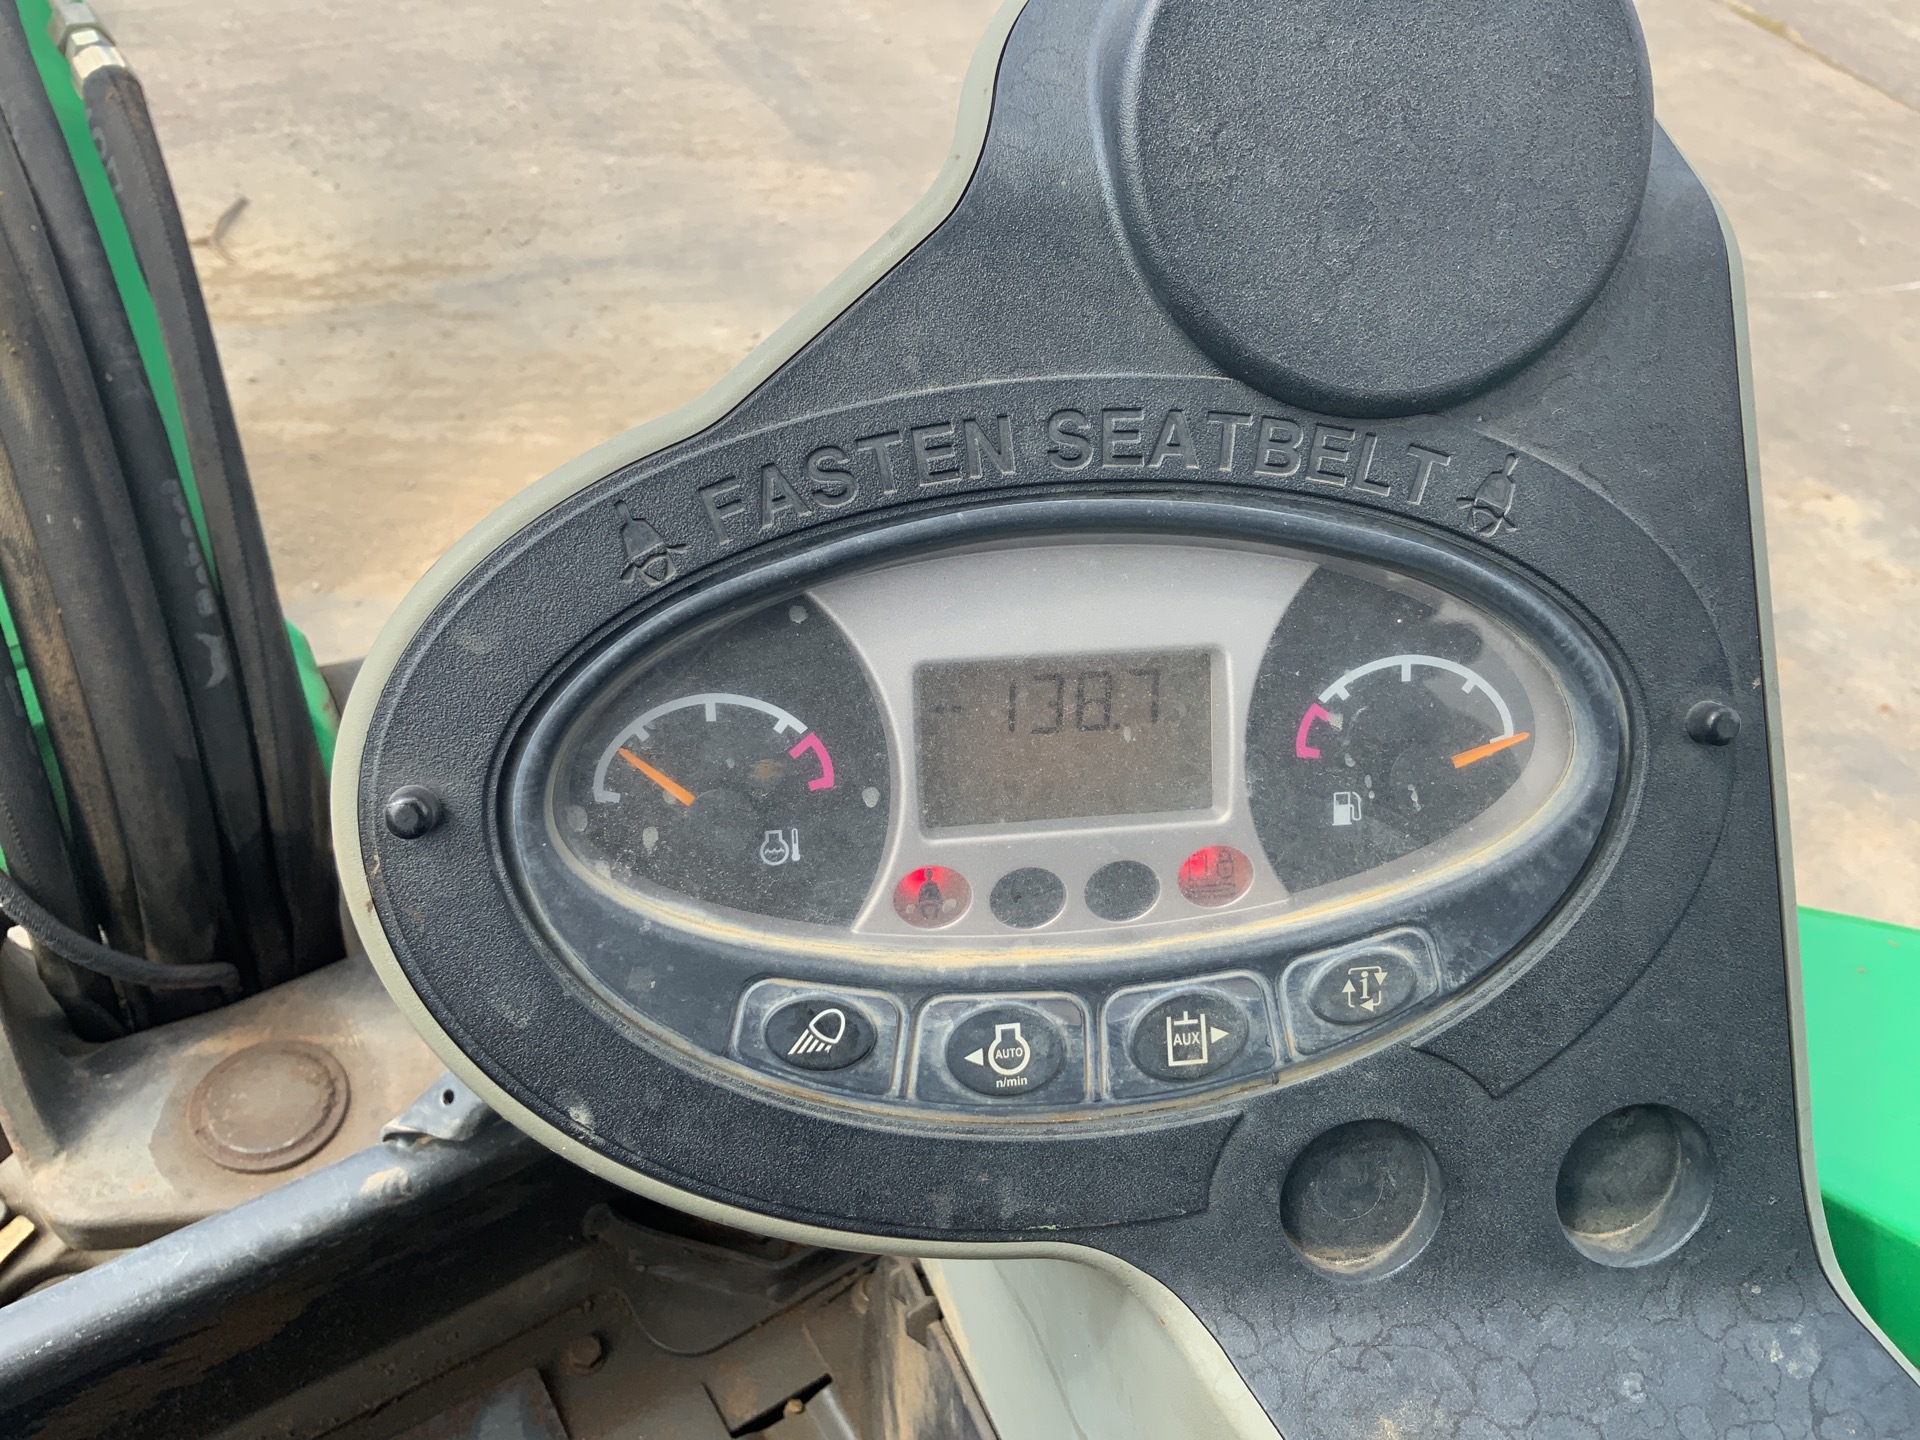 FASTEN SEATBELT
- 138.7
AUTO
n/min
AUX
i